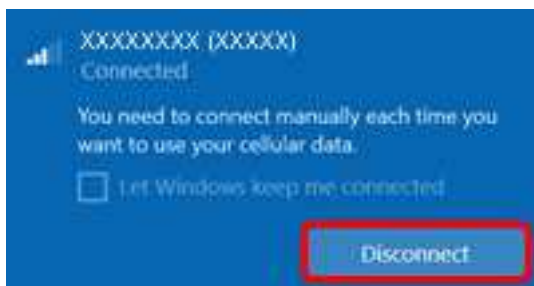 XXXXXXXX (XXXXX)
Connected
You need to connect manually each time you
want to use your cellular data.
Let Windows keep me connected
Disconnect